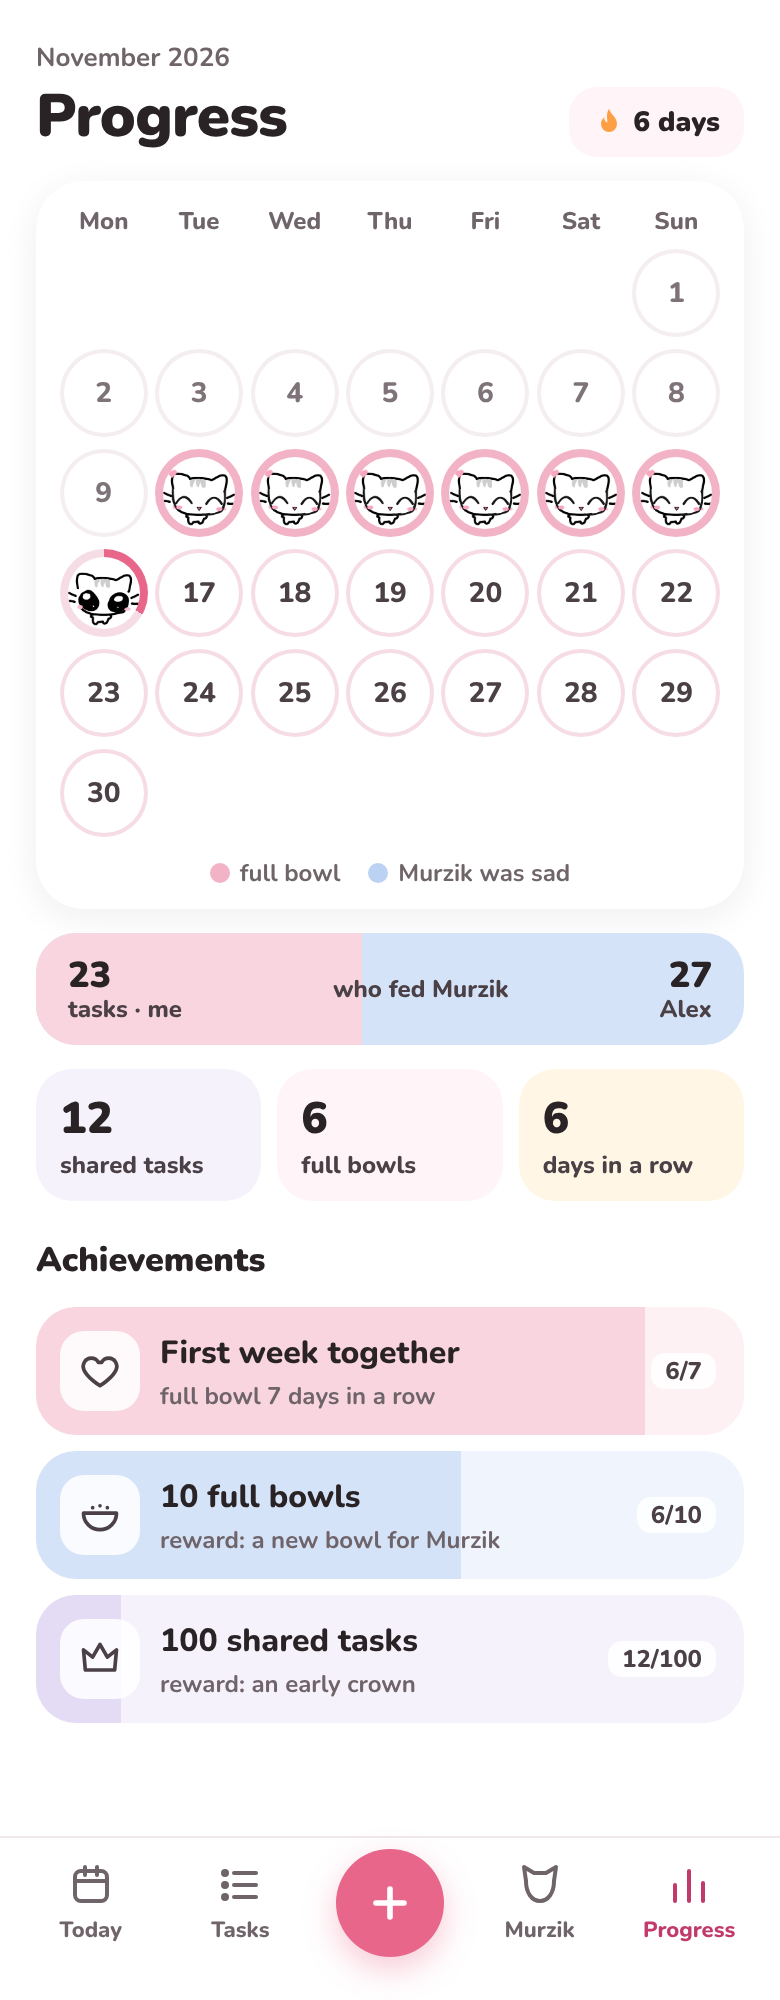 November 2026
Progress
6 days
Mon Tue Wed Thu Fri Sat Sun
1
2 3 4 5 6 7 8
9
17 18 19 20 21 22
23 24 25 26 27 28 29
30
full bowl Murzik was sad
23 27
who fed Murzik
tasks · me Alex
12 6 6
shared tasks full bowls days in a row
Achievements
First week together
6/7
full bowl 7 days in a row
10 full bowls
6/10
reward: a new bowl for Murzik
100 shared tasks
12/100
reward: an early crown
Today Tasks Murzik Progress